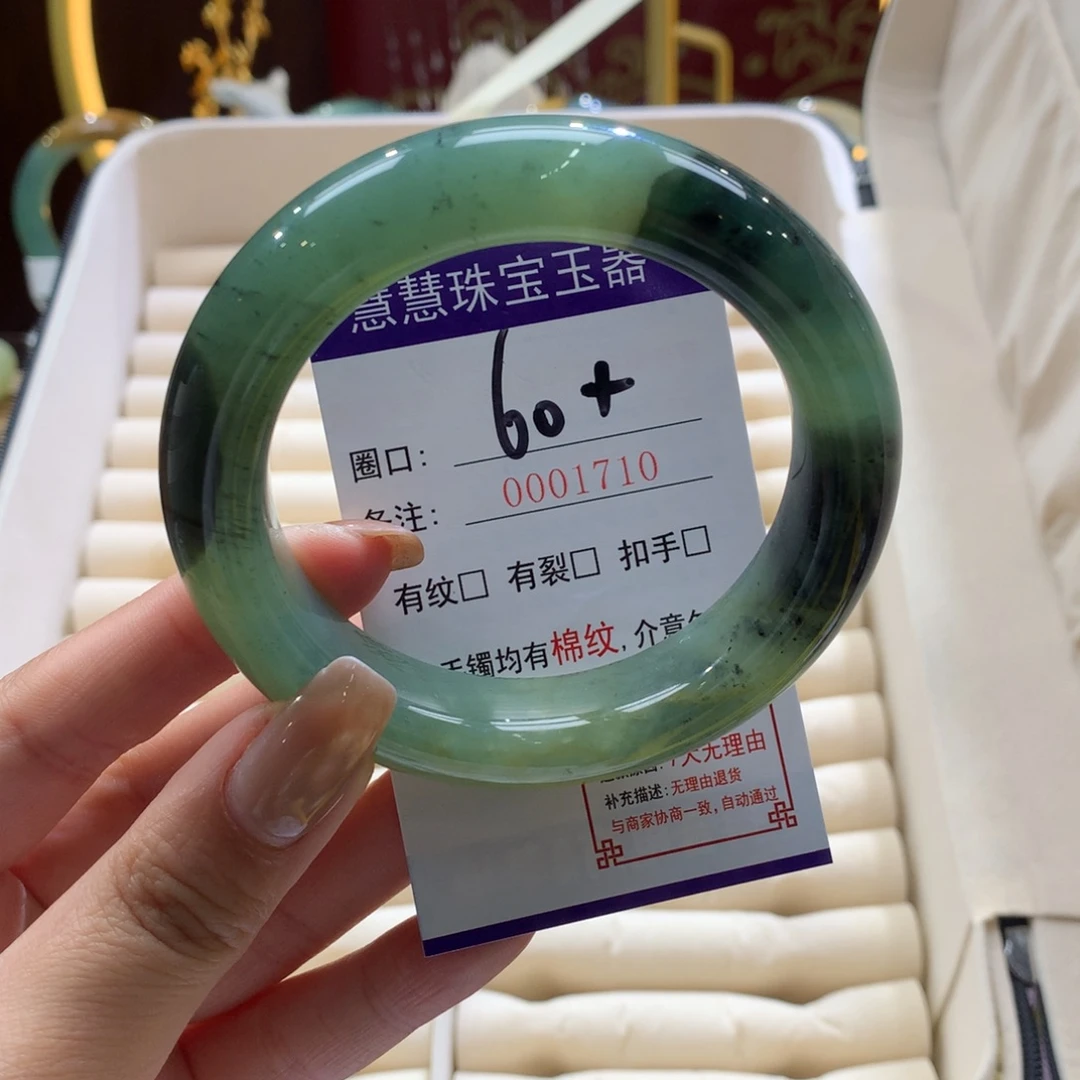 慧慧珠宝玉器
60+
圈口:
0001710
备注:
有纹□ 有裂□ 扣手□
玉镯均有棉纹, 介意
7天无理由
补充描述: 无理由退货
与商家协商一致, 自动通过